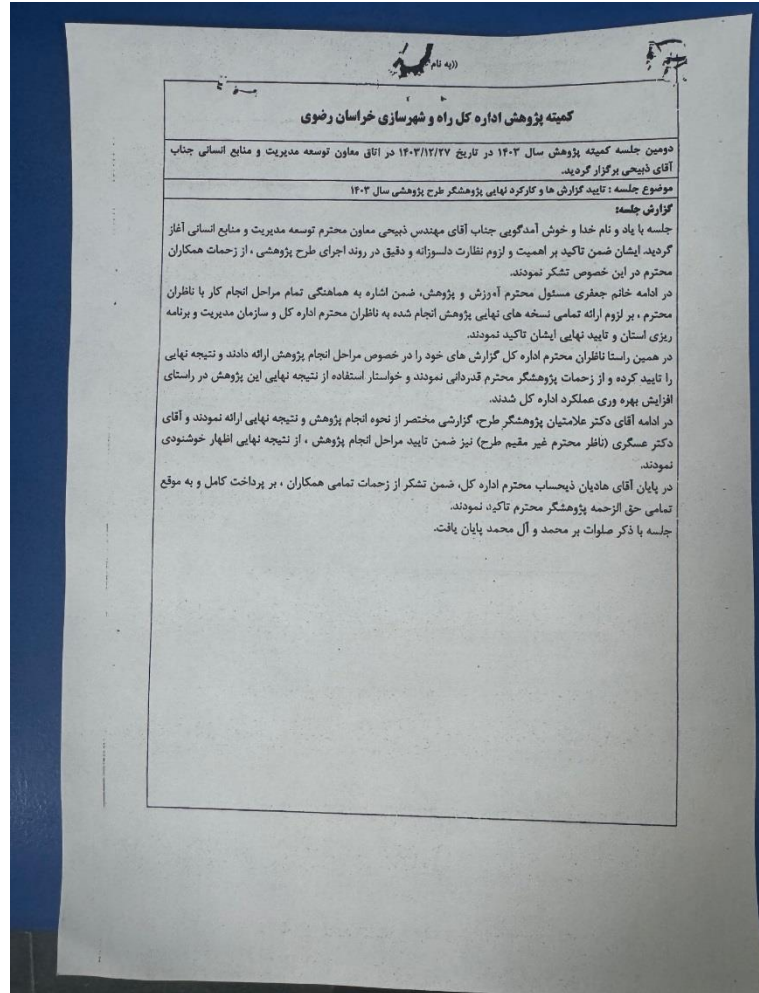 ((به نام
کمیته پژوهش اداره کل راه و شهرسازی خراسان رضوی
دومین جلسه کمیته پژوهش سال ۱۴۰۳ در تاریخ ۱۴۰۳/۱۲/۲۷ در اتاق معاون توسعه مدیریت و منابع انسانی جناب
آقای ذبیحی برگزار گردید.
موضوع جلسه : تایید گزارش ها و کارکرد نهایی پژوهشگر طرح پژوهشی سال ۱۴۰۳
گزارش جلسه:
جلسه با یاد و نام خدا و خوش آمدگویی جناب آقای مهندس ذبیحی معاون محترم توسعه مدیریت و منابع انسانی آغاز
گردید. ایشان ضمن تاکید بر اهمیت و لزوم نظارت دلسوزانه و دقیق در روند اجرای طرح پژوهشی ، از زحمات همکاران
محترم در این خصوص تشکر نمودند.
در ادامه خانم جعفری مسئول محترم آموزش و پژوهش، ضمن اشاره به هماهنگی تمام مراحل انجام کار با ناظران
محترم ، بر لزوم ارائه تمامی نسخه های نهایی پژوهش انجام شده به ناظران محترم اداره کل و سازمان مدیریت و برنامه
ریزی استان و تایید نهایی ایشان تاکید نمودند.
در همین راستا ناظران محترم اداره کل گزارش های خود را در خصوص مراحل انجام پژوهش ارائه دادند و نتیجه نهایی
را تایید کرده و از زحمات پژوهشگر محترم قدردانی نمودند و خواستار استفاده از نتیجه نهایی این پژوهش در راستای
افزایش بهره وری عملکرد اداره کل شدند.
در ادامه آقای دکتر علامتیان پژوهشگر طرح، گزارشی مختصر از نحوه انجام پژوهش و نتیجه نهایی ارائه نمودند و آقای
دکتر عسگری (ناظر محترم غیر مقیم طرح) نیز ضمن تایید مراحل انجام پژوهش ، از نتیجه نهایی اظهار خوشنودی
نمودند.
در پایان آقای هادیان ذیحساب محترم اداره کل، ضمن تشکر از زحمات تمامی همکاران ، بر پرداخت کامل و به موقع
تمامی حق الزحمه پژوهشگر محترم تاکید نمودند.
جلسه با ذکر صلوات بر محمد و آل محمد پایان یافت.